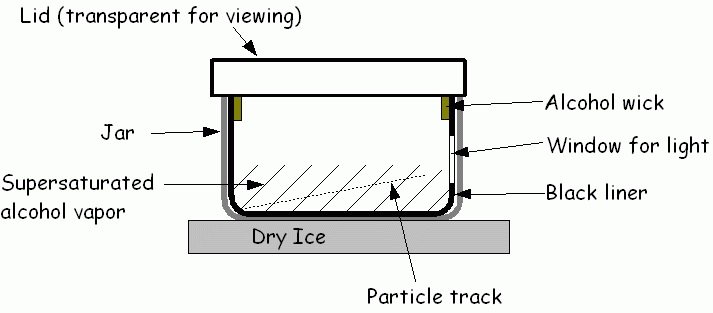 Lid (transparent for viewing)
Alcohol wick
Jar
Window for light
Supersaturated
alcohol vapor
Black liner
Dry Ice
Particle track